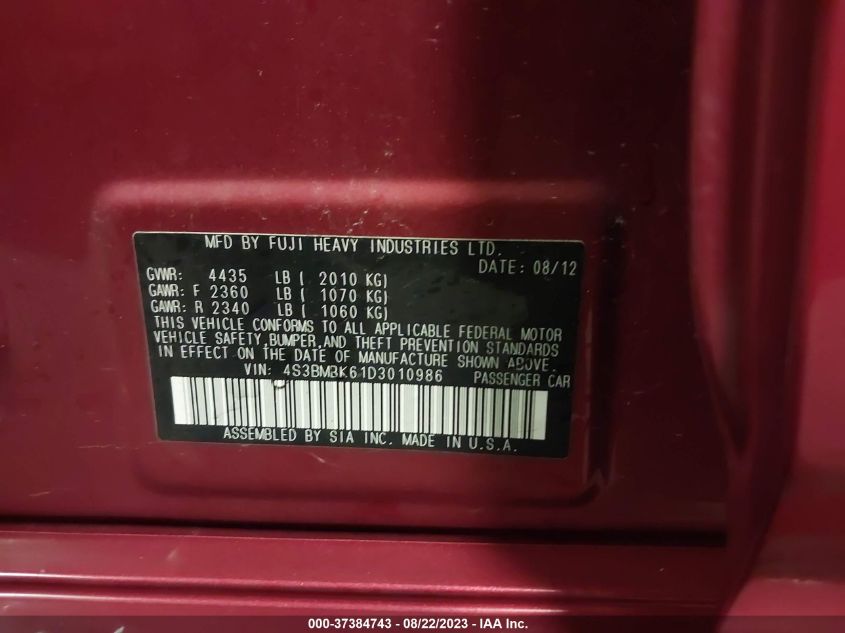 MFD BY FUJI HEAVY INDUSTRIES LTD.
DATE: 08/12
GVWR: 4435 LB ( 2010 KG)
GAWR: F 2360 LB ( 1070 KG)
GAWR: R 2340 LB ( 1060 KG)
THIS VEHICLE CONFORMS TO ALL APPLICABLE FEDERAL MOTOR
VEHICLE SAFETY, BUMPER, AND THEFT PREVENTION STANDARDS
IN EFFECT ON THE DATE OF MANUFACTURE SHOWN ABOVE.
VIN: 4S3BMBK61D3010986 PASSENGER CAR
ASSEMBLED BY SIA INC. MADE IN U.S.A.
000-37384743 - 08/22/2023 - Copyright © IAA.